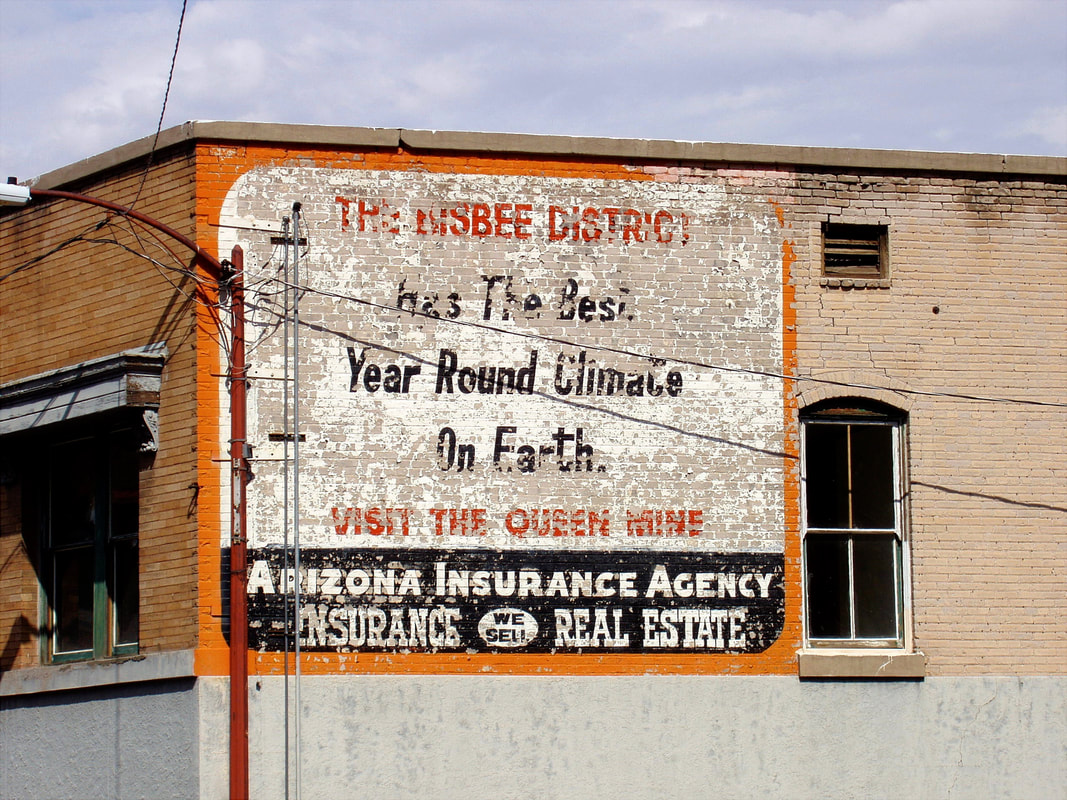 THE BISBEE DISTRICT
Has The Best
Year Round Climate
On Earth.
VISIT THE QUEEN MINE
ARIZONA INSURANCE AGENCY
INSURANCE WE SELL REAL ESTATE